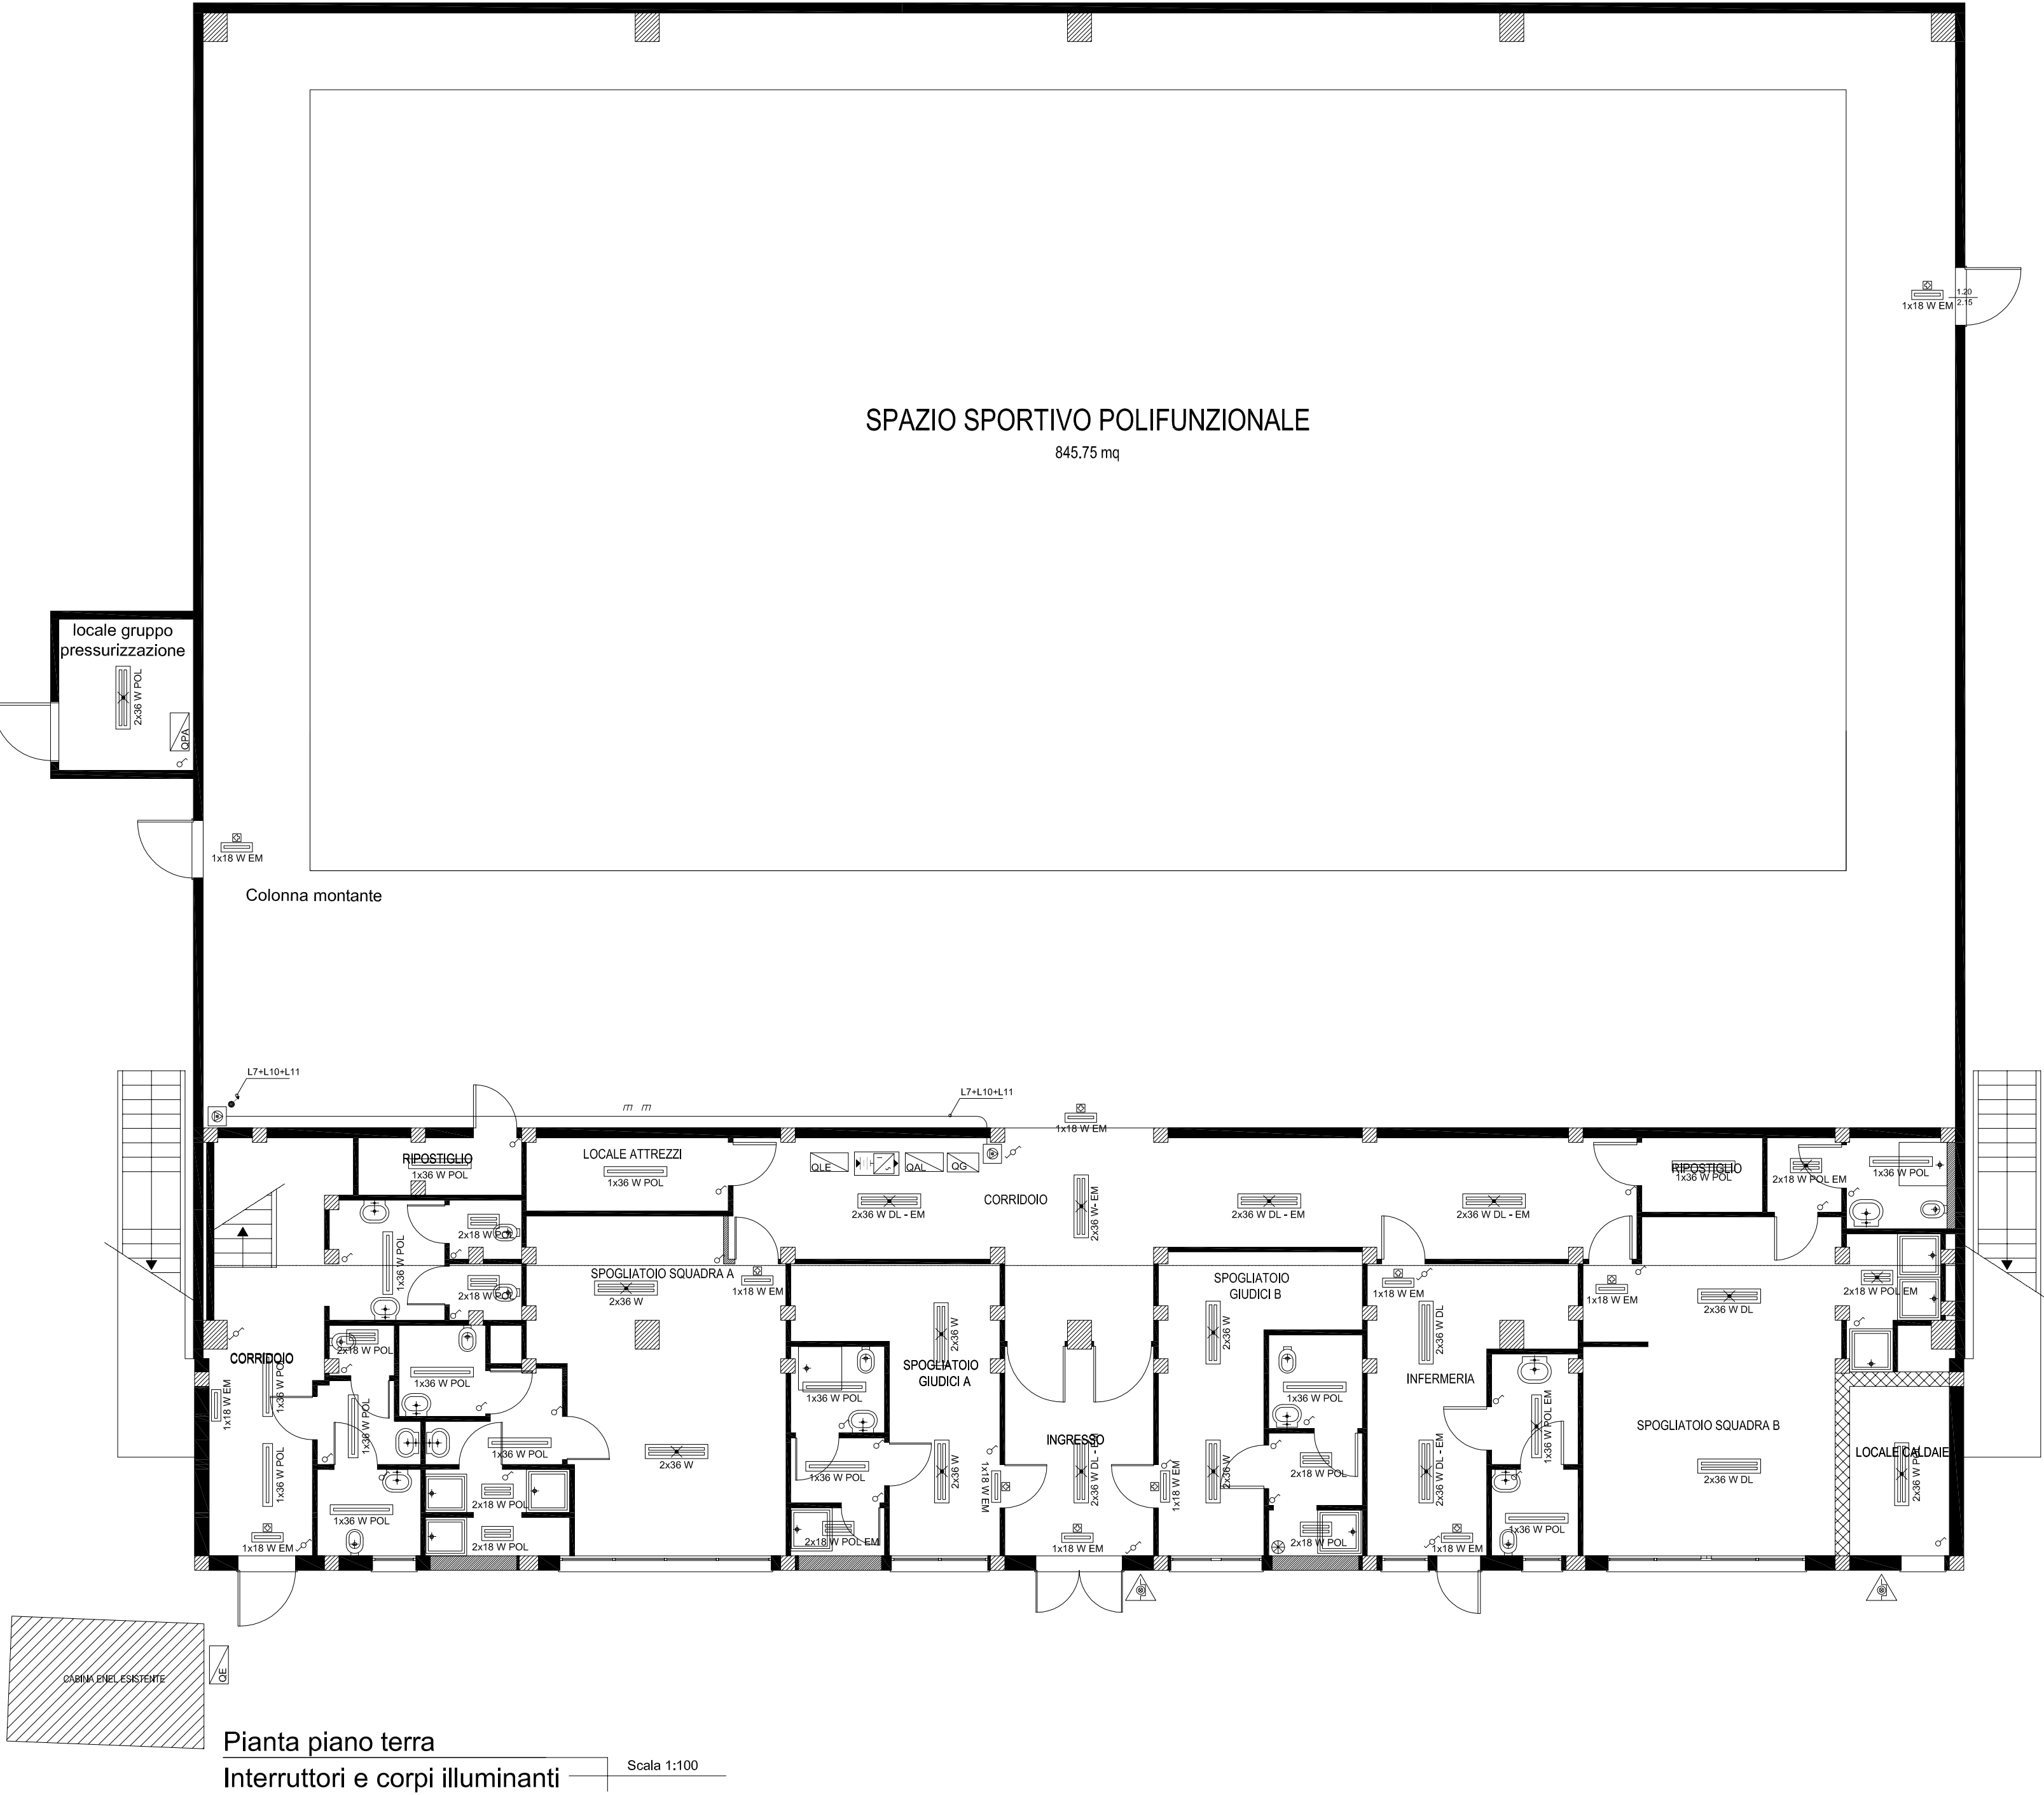 SPAZIO SPORTIVO POLIFUNZIONALE
845.75 mq
1.20
2.15
1x18 W EM
locale gruppo
pressurizzazione
2x36 W POL
QPA
1x18 W EM
Colonna montante
L7+L10+L11
L7+L10+L11
1x18 W EM
RIPOSTIGLIO
1x36 W POL
LOCALE ATTREZZI
1x36 W POL
QLE
QAL
QG
2x36 W DL - EM
CORRIDOIO
2x36 W- EM
2x36 W DL - EM
2x36 W DL - EM
RIPOSTIGLIO
1x36 W POL
2x18 W POL EM
1x36 W POL
2x18 W POL
1x36 W POL
2x18 W POL
SPOGLIATOIO SQUADRA A
2x36 W
1x18 W EM
SPOGLIATOIO
GIUDICI B
1x18 W EM
1x18 W EM
2x36 W DL
2x18 W POL EM
2x36 W
2x36 W
2x36 W DL
CORRIDOIO
1x36 W POL
1x18 W EM
2x18 W POL
1x36 W POL
1x36 W POL
SPOGLIATOIO
GIUDICI A
1x36 W POL
1x36 W POL
INFERMERIA
1x36 W POL EM
SPOGLIATOIO SQUADRA B
2x36 W DL
LOCALE CALDAIE
2x36 W POL
INGRESSO
2x36 W DL - EM
1x36 W POL
2x36 W
1x36 W POL
2x36 W
1x18 W EM
1x18 W EM
2x36 W
2x18 W POL
2x36 W DL - EM
1x36 W POL
1x36 W POL
2x18 W POL
2x18 W POL
2x18 W POL EM
1x18 W EM
1x18 W EM
2x18 W POL
1x18 W EM
1x36 W POL
CABINA ENEL ESISTENTE
QE
Pianta piano terra
Interruttori e corpi illuminanti
Scala 1:100